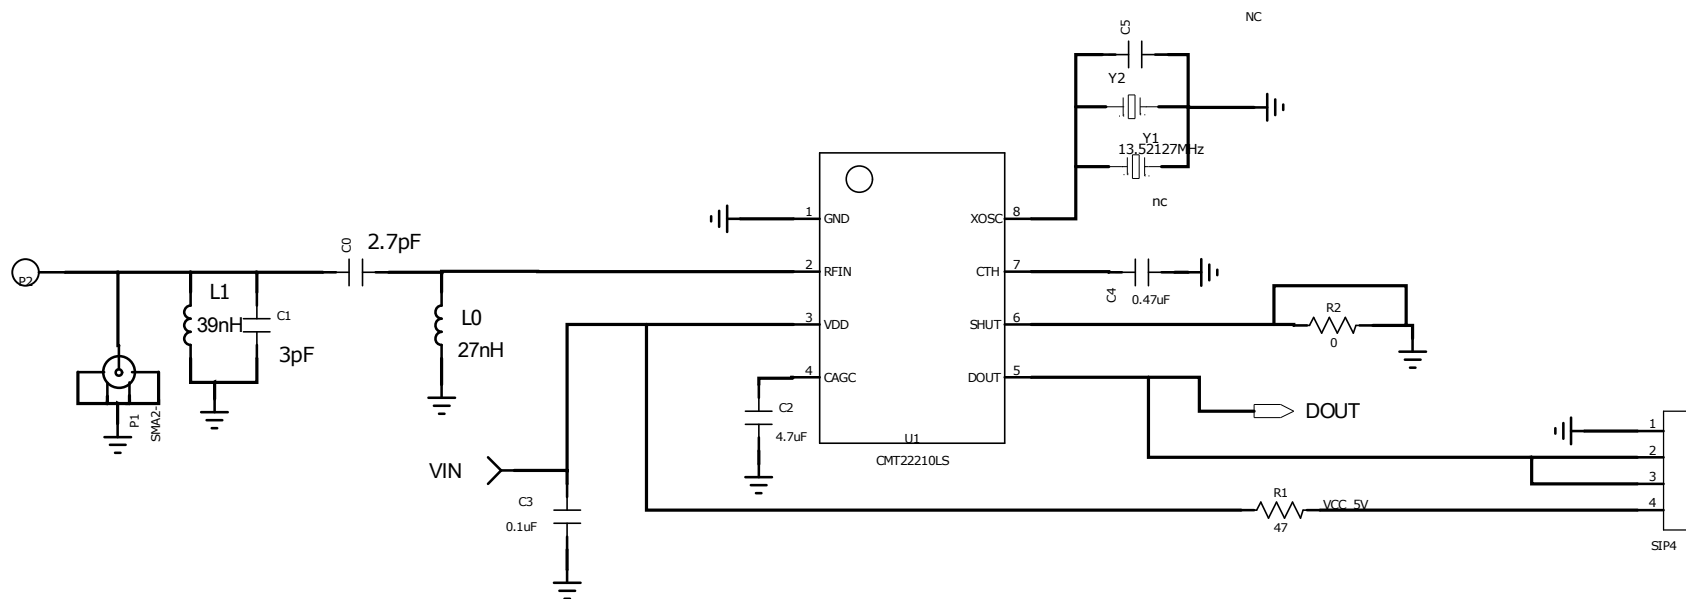 C5
NC
Y2
Y1
13.52127MHz
nc
1
GND
XOSC
8
P2
C0
2.7pF
2
RFIN
CTH
7
C4
0.47uF
L1
39nH
C1
3pF
L0
27nH
3
VDD
SHUT
6
R2
0
4
CAGC
DOUT
5
C2
4.7uF
DOUT
P1
SMA2-
U1
CMT22210LS
VIN
C3
0.1uF
R1
47
VCC 5V
1
2
3
4
SIP4